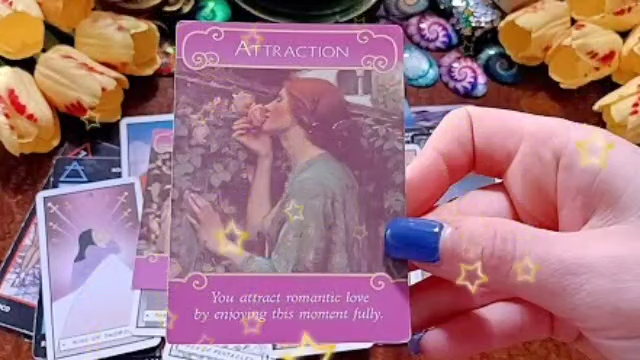 ATTRACTION
You attract romantic love
by enjoying this moment fully.